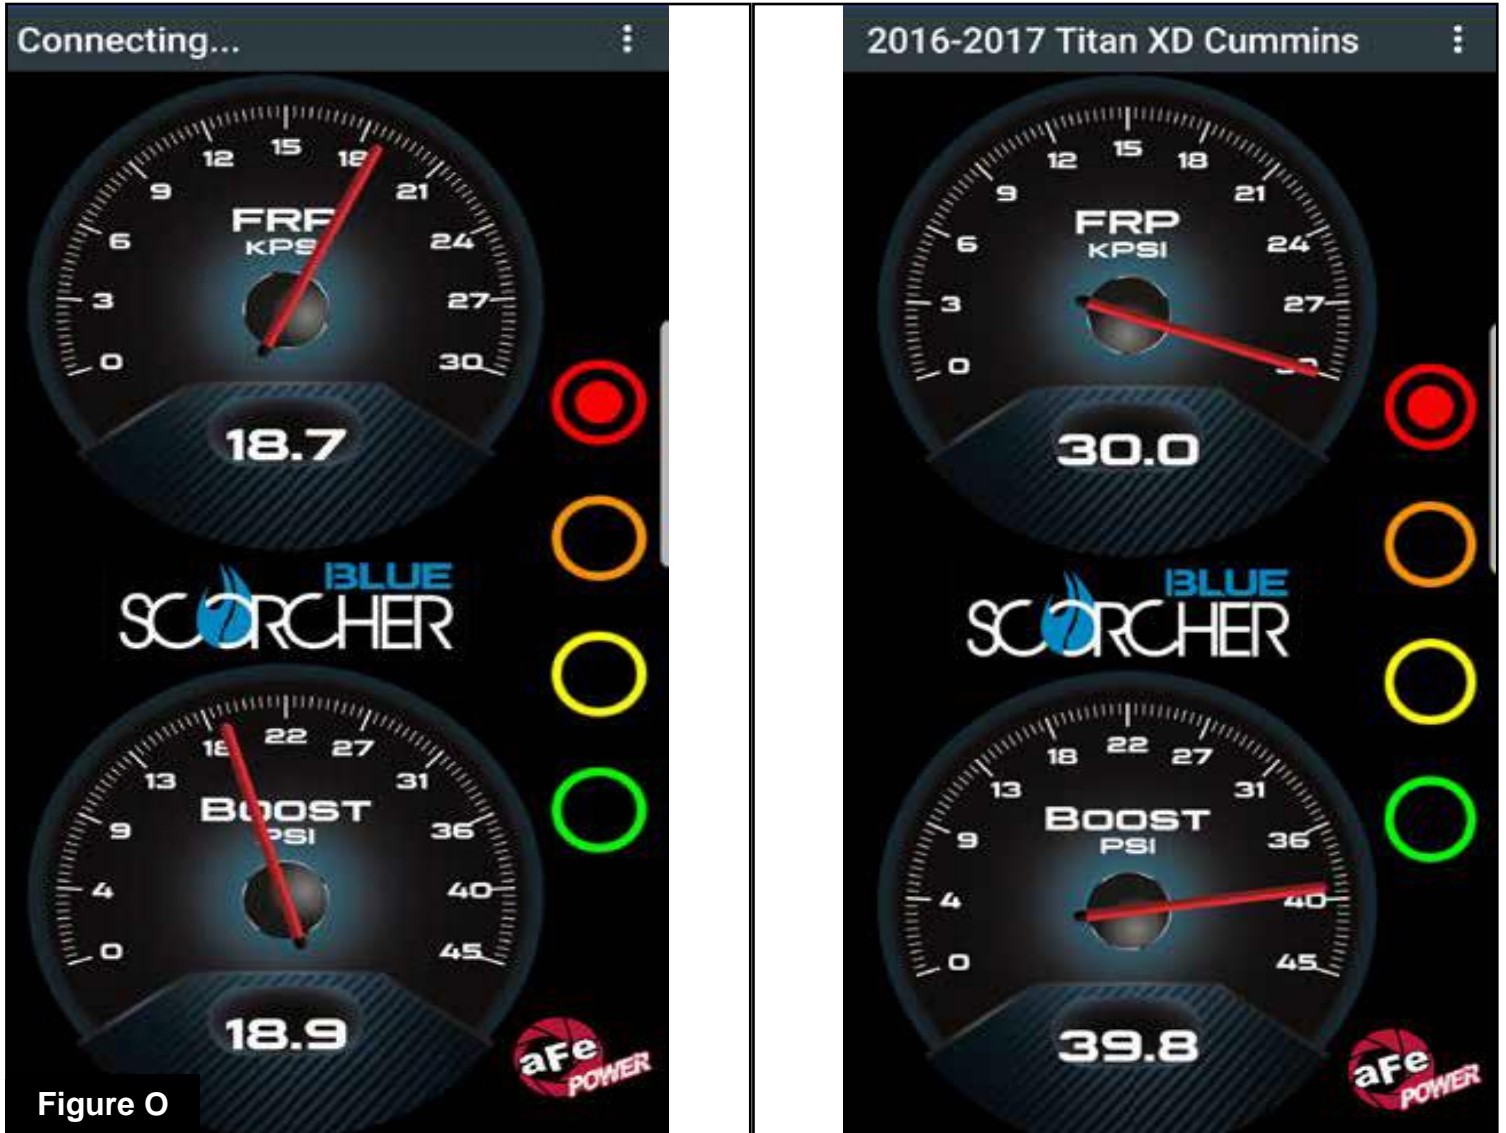 Connecting...
12 15 18
9 21
FRP
6 24
KPSI
3 27
0 30
18.7
BLUE
SCORCHER
18 22 27
13 31
BOOST
9 36
PSI
4 40
0 45
18.9
aFe
POWER
Figure O
2016-2017 Titan XD Cummins
12 15 18
9 21
FRP
6 24
KPSI
3 27
0 30
30.0
BLUE
SCORCHER
18 22 27
13 31
BOOST
9 36
PSI
4 40
0 45
39.8
aFe
POWER